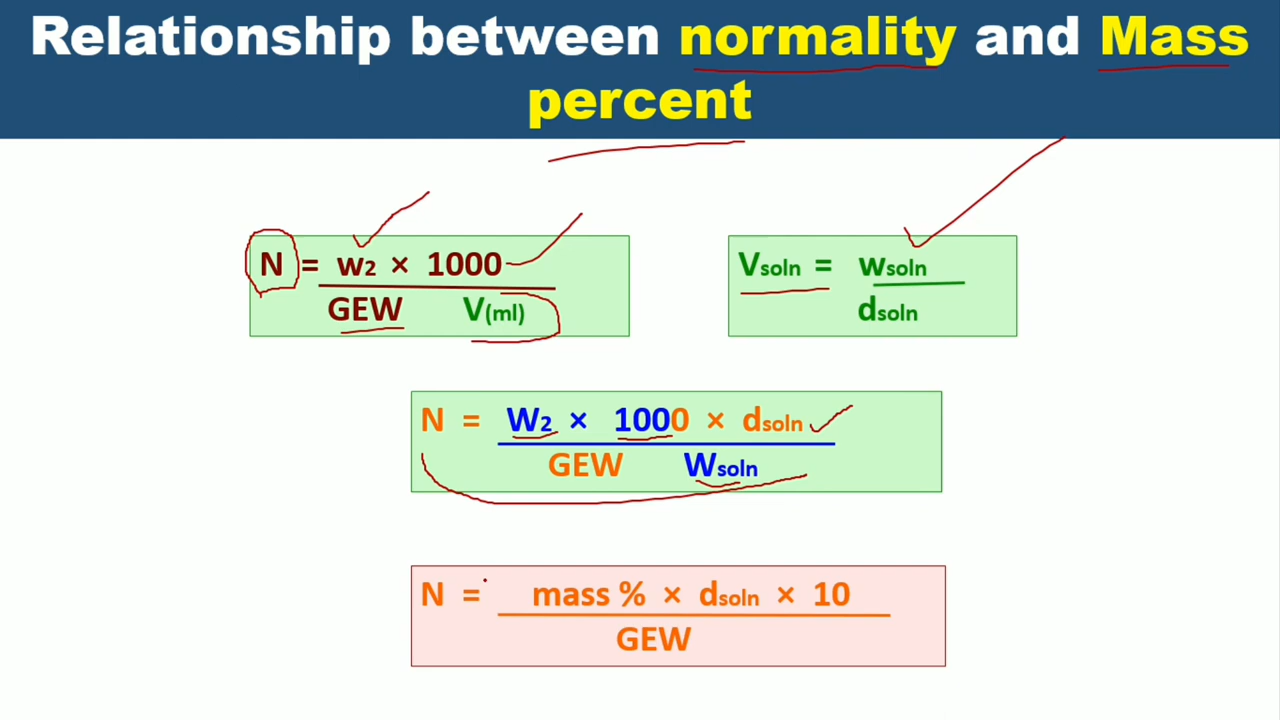 Relationship between normality and Mass
percent
N = w₂ × 1000
GEW V(ml)
Vsoln = wsoln
dsoln
N = W₂ × 1000 × dsoln
GEW Wsoln
N = mass % × dsoln × 10
GEW